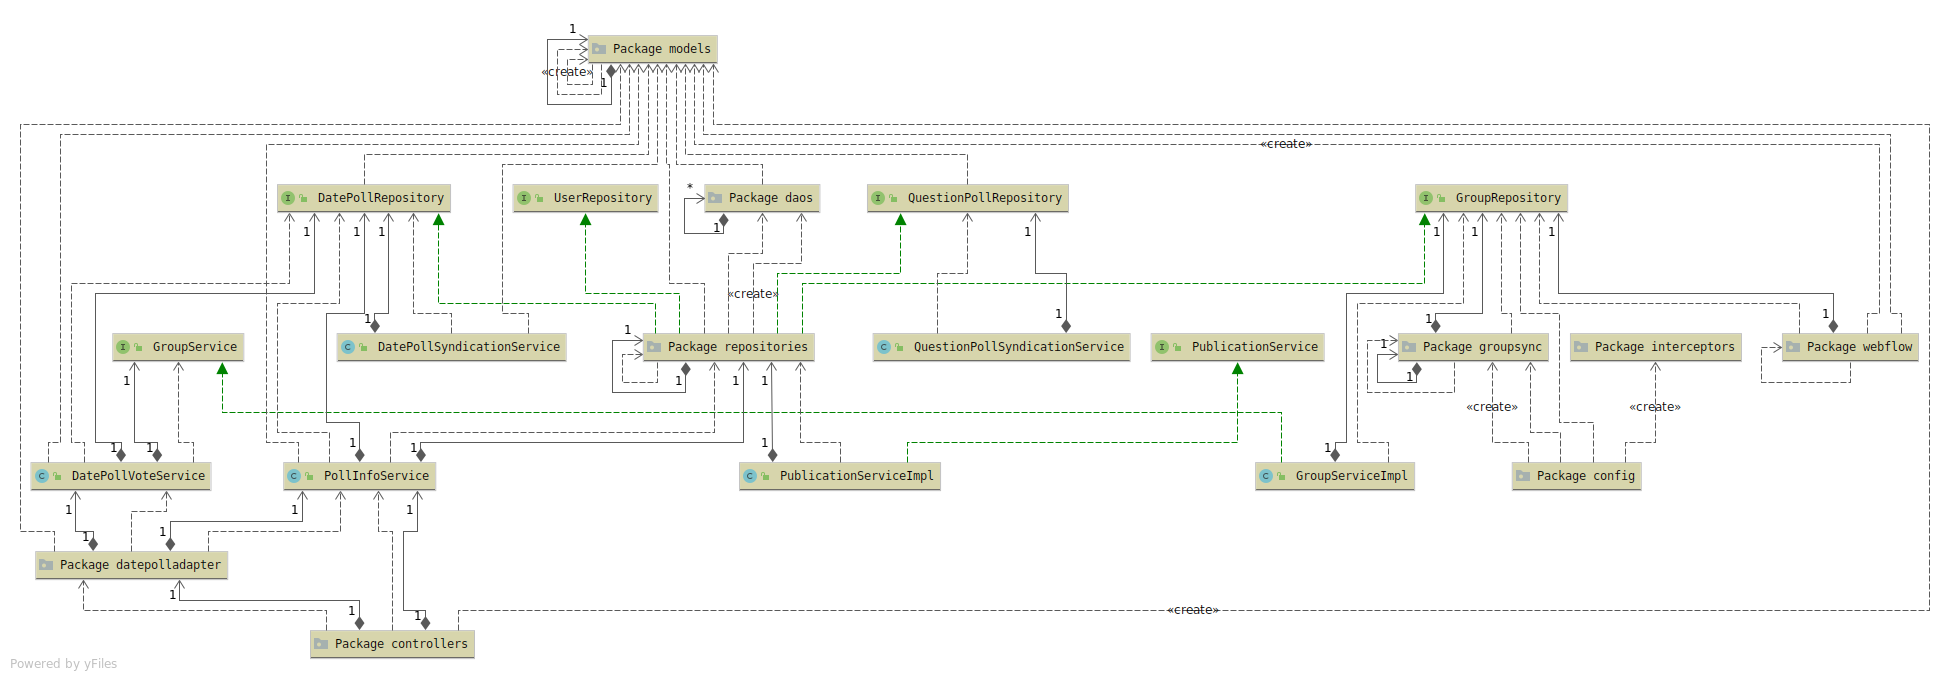 1
Package models
«create»
1
«create»
DatePollRepository
UserRepository
*
Package daos
QuestionPollRepository
GroupRepository
1
1
1
1
1
1
1
1
«create»
1
1
1
1
1
GroupService
DatePollSyndicationService
Package repositories
QuestionPollSyndicationService
PublicationService
1
Package groupsync
Package interceptors
Package webflow
1
1
1
1
1
«create»
«create»
1
1
1
1
1
1
DatePollVoteService
PollInfoService
PublicationServiceImpl
GroupServiceImpl
Package config
1
1
1
1
1
Package datepolladapter
1
1
1
«create»
Package controllers
Powered by yFiles